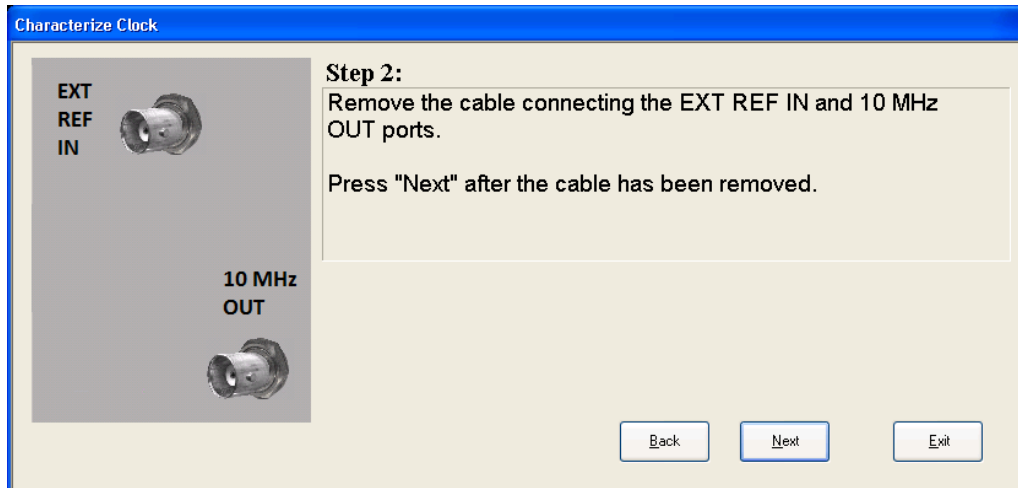 Characterize Clock
EXT
REF
IN
10 MHz
OUT
Step 2:
Remove the cable connecting the EXT REF IN and 10 MHz
OUT ports.
Press "Next" after the cable has been removed.
Back
Next
Exit